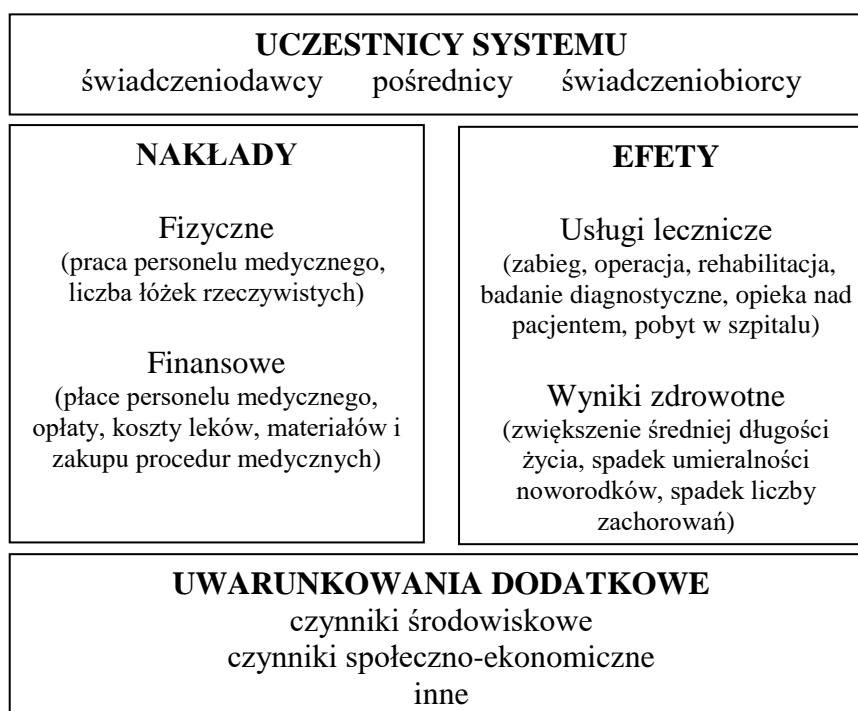 UCZESTNICY SYSTEMU
świadczeniodawcy pośrednicy świadczeniobiorcy
NAKŁADY
Fizyczne
(praca personelu medycznego,
liczba łóżek rzeczywistych)
Finansowe
(płace personelu medycznego,
opłaty, koszty leków, materiałów i
zakupu procedur medycznych)
EFETY
Usługi lecznicze
(zabieg, operacja, rehabilitacja,
badanie diagnostyczne, opieka nad
pacjentem, pobyt w szpitalu)
Wyniki zdrowotne
(zwiększenie średniej długości
życia, spadek umieralności
noworodków, spadek liczby
zachorowań)
UWARUNKOWANIA DODATKOWE
czynniki środowiskowe
czynniki społeczno-ekonomiczne
inne